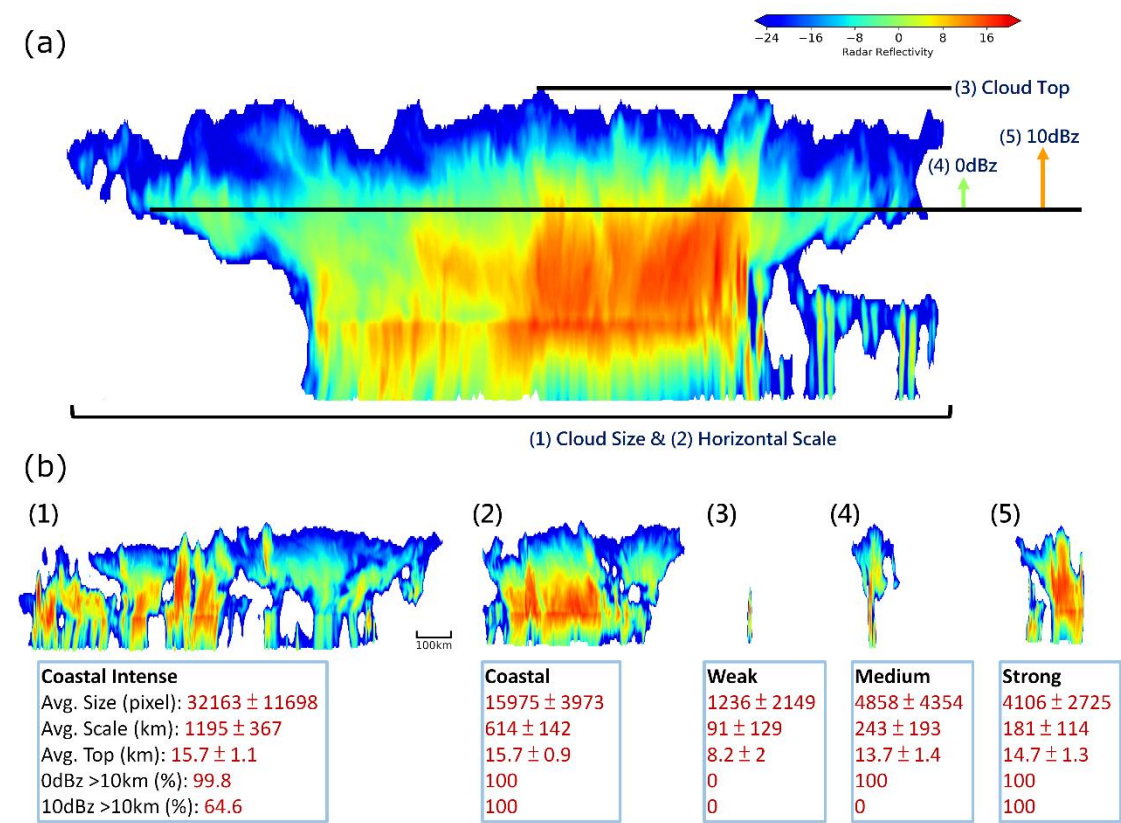 (a)
−24 −16 −8 0 8 16
Radar Reflectivity
(3) Cloud Top
(5) 10dBz
(4) 0dBz
(1) Cloud Size & (2) Horizontal Scale
(b)
(1) (2) (3) (4) (5)
100km
Coastal Intense
Avg. Size (pixel): 32163 ± 11698
Avg. Scale (km): 1195 ± 367
Avg. Top (km): 15.7 ± 1.1
0dBz >10km (%): 99.8
10dBz >10km (%): 64.6
Coastal
15975 ± 3973
614 ± 142
15.7 ± 0.9
100
100
Weak
1236 ± 2149
91 ± 129
8.2 ± 2
0
0
Medium
4858 ± 4354
243 ± 193
13.7 ± 1.4
100
0
Strong
4106 ± 2725
181 ± 114
14.7 ± 1.3
100
100